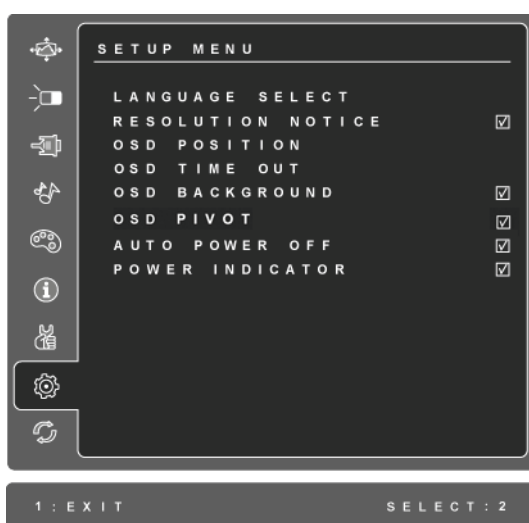 SETUP MENU
LANGUAGE SELECT
RESOLUTION NOTICE
OSD POSITION
OSD TIME OUT
OSD BACKGROUND
OSD PIVOT
AUTO POWER OFF
POWER INDICATOR
1:EXIT SELECT:2